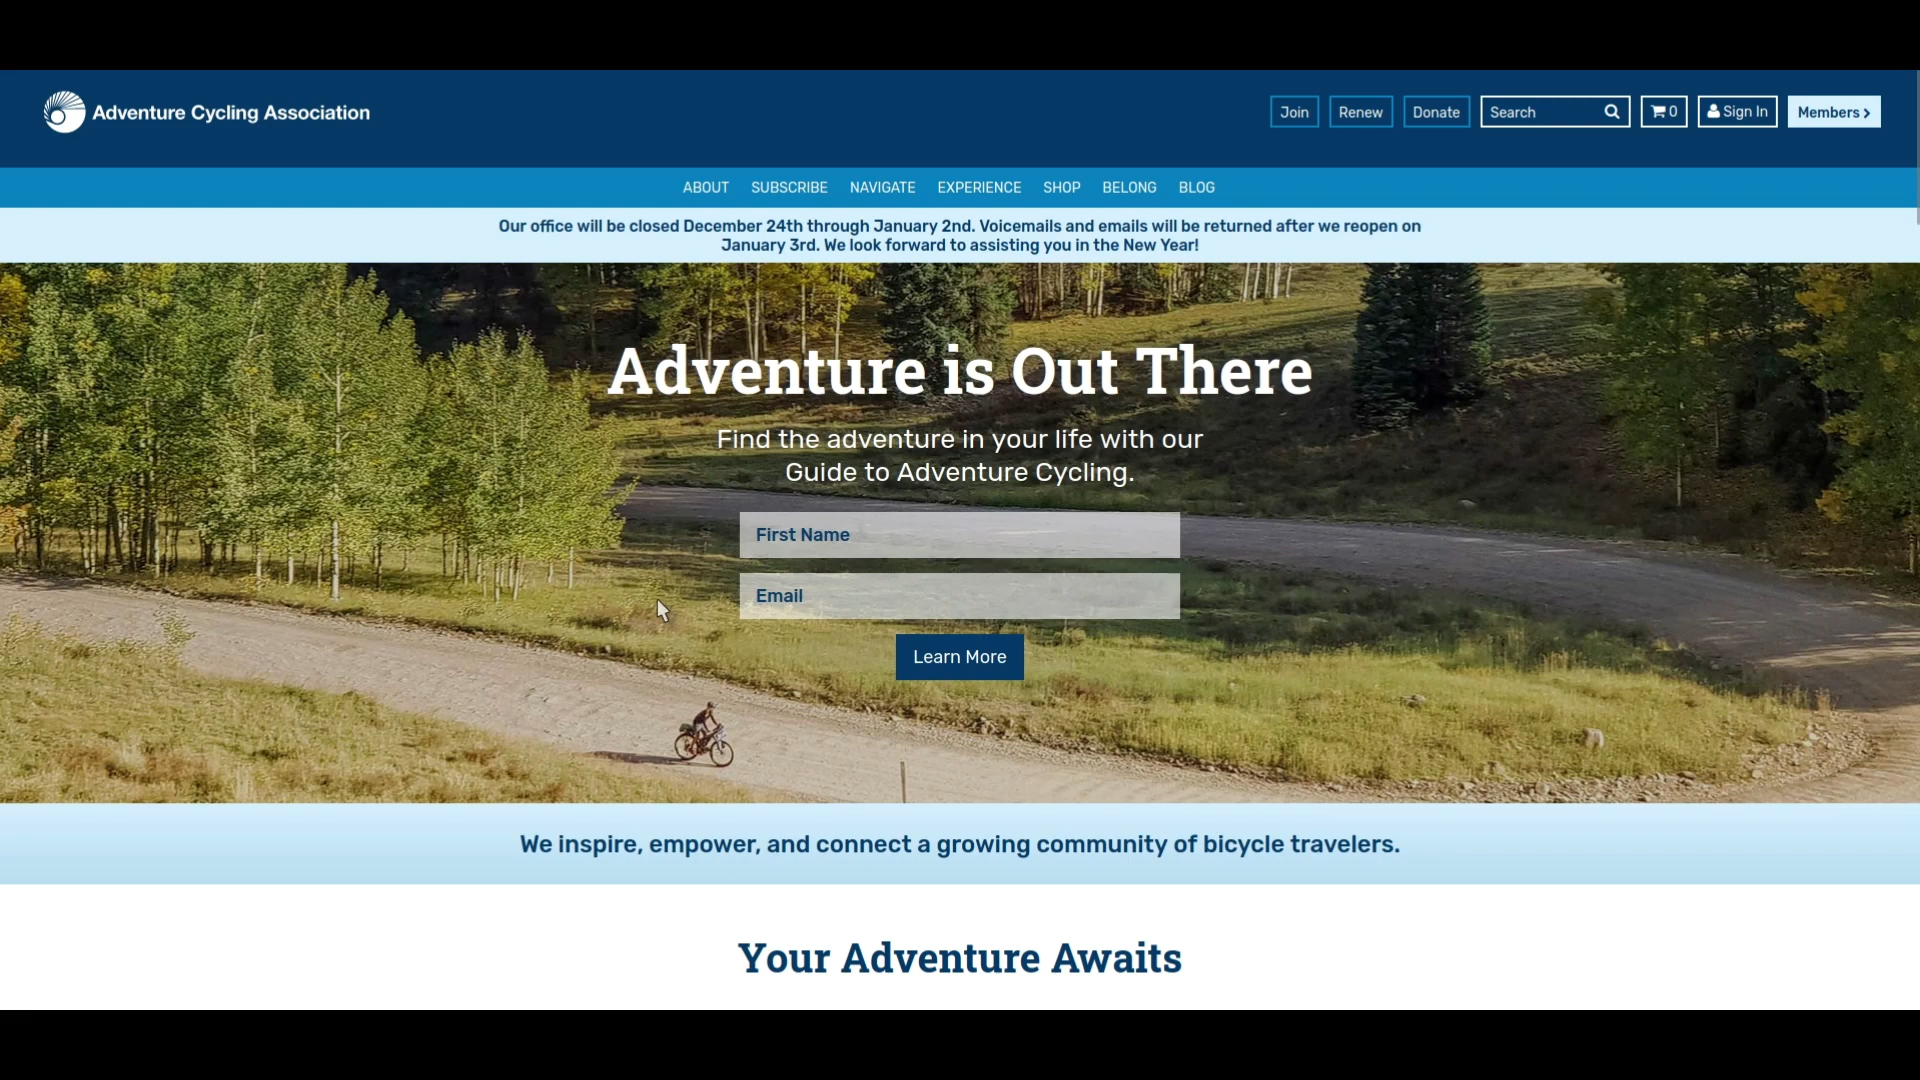 Adventure Cycling Association
Join Renew Donate Search 0 Sign In Members
ABOUT SUBSCRIBE NAVIGATE EXPERIENCE SHOP BELONG BLOG
Our office will be closed December 24th through January 2nd. Voicemails and emails will be returned after we reopen on
January 3rd. We look forward to assisting you in the New Year!
Adventure is Out There
Find the adventure in your life with our
Guide to Adventure Cycling.
First Name
Email
Learn More
We inspire, empower, and connect a growing community of bicycle travelers.
Your Adventure Awaits